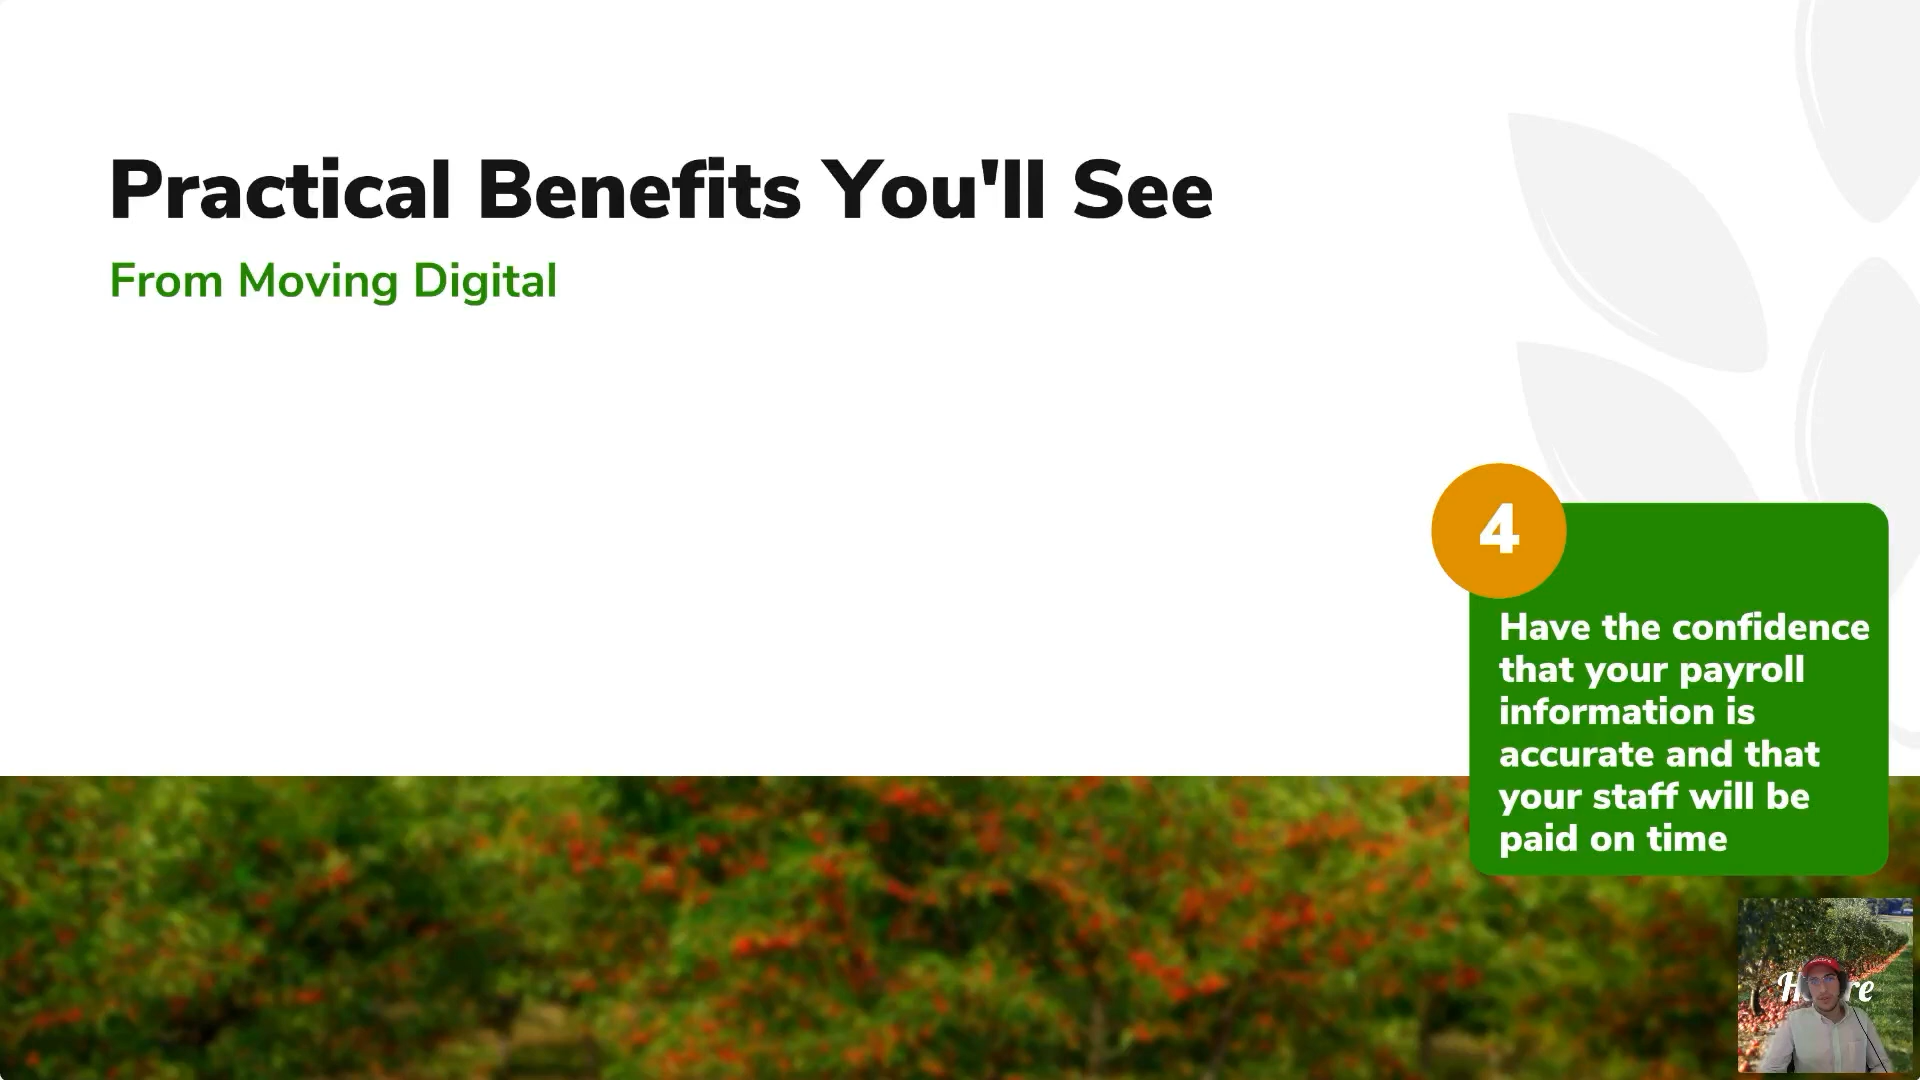 Practical Benefits You'll See
From Moving Digital
4
Have the confidence
that your payroll
information is
accurate and that
your staff will be
paid on time